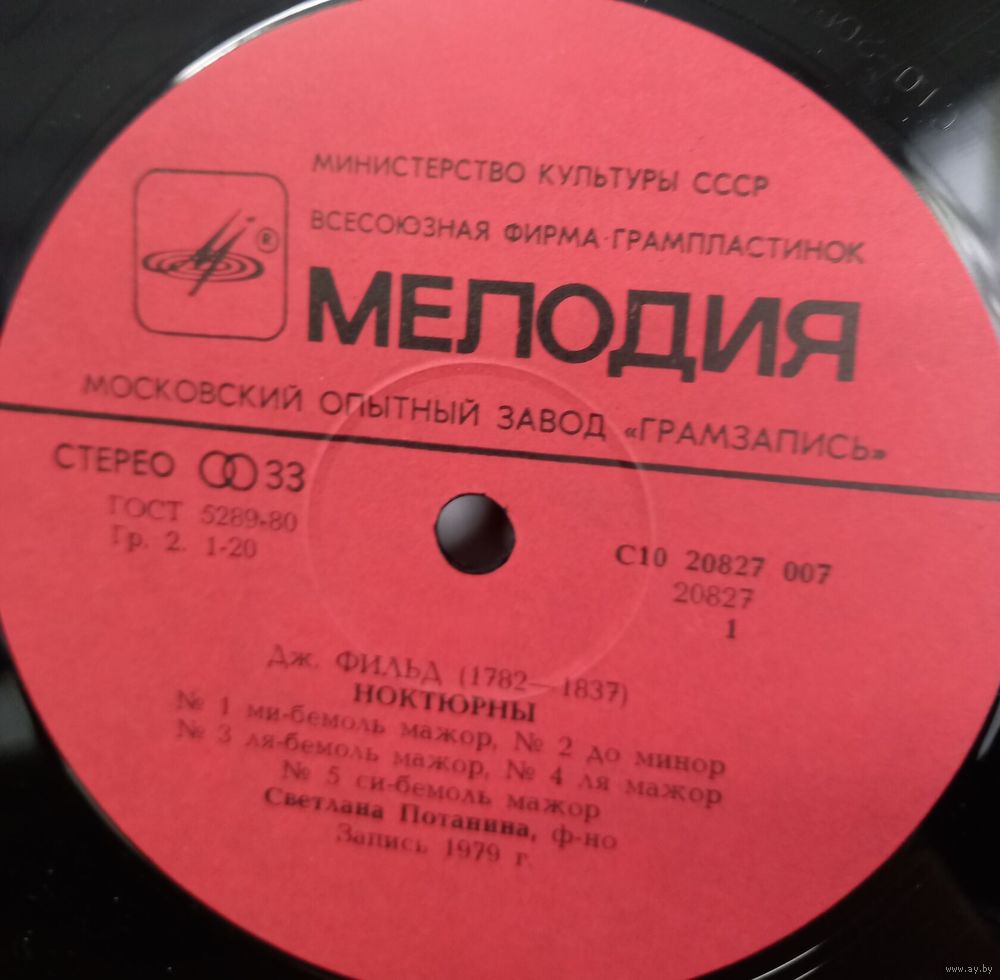 МИНИСТЕРСТВО КУЛЬТУРЫ СССР
ВСЕСОЮЗНАЯ ФИРМА·ГРАМПЛАСТИНОК
®
МЕЛОДИЯ
МОСКОВСКИЙ ОПЫТНЫЙ ЗАВОД «ГРАМЗАПИСЬ»
СТЕРЕО 33
ГОСТ 5289-80
Гр. 2. 1-20
С10 20827 007
20827
1
Дж. ФИЛЬД (1782—1837)
НОКТЮРНЫ
№ 1 ми-бемоль мажор, № 2 до минор
№ 3 ля-бемоль мажор, № 4 ля мажор
№ 5 си-бемоль мажор
Светлана Потанина, ф-но
Запись 1979 г.
www.ay.by